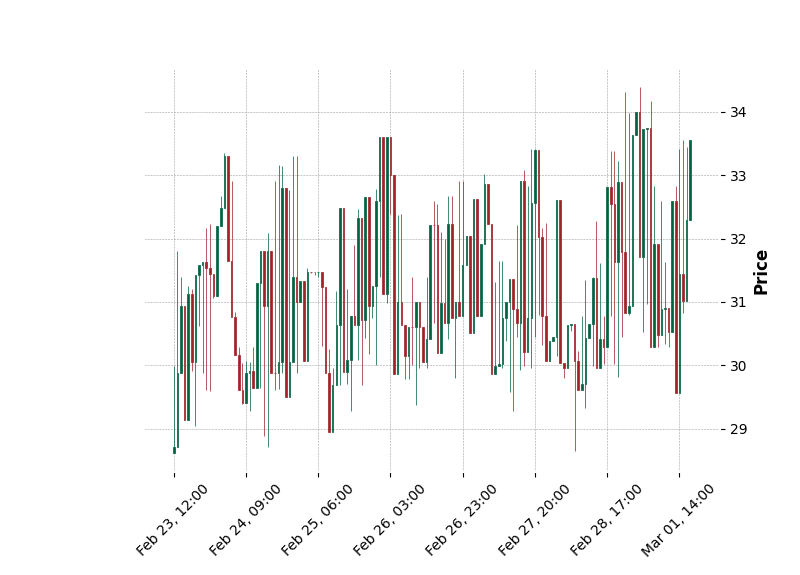 34
33
32
31
30
29
Price
Feb 23, 12:00
Feb 24, 09:00
Feb 25, 06:00
Feb 26, 03:00
Feb 26, 23:00
Feb 27, 20:00
Feb 28, 17:00
Mar 01, 14:00